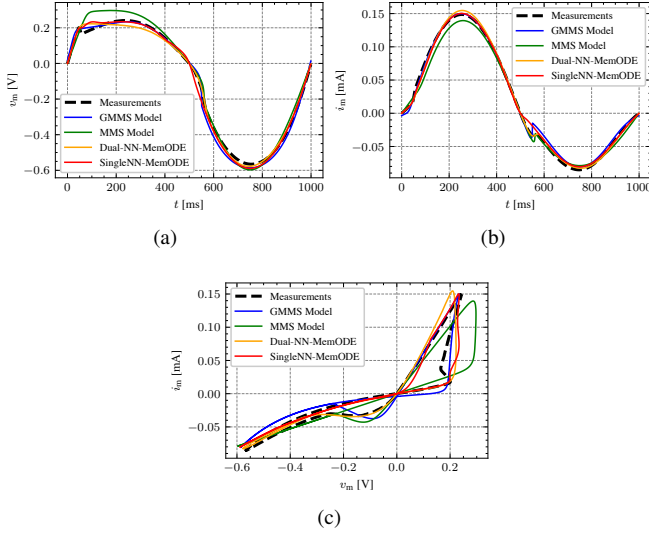 0.2
0.0
−0.2
−0.4
−0.6
v_m [V]
Measurements
GMMS Model
MMS Model
Dual-NN-MemODE
SingleNN-MemODE
0 200 400 600 800 1000
t [ms]
(a)
0.15
0.10
0.05
0.00
−0.05
i_m [mA]
Measurements
GMMS Model
MMS Model
Dual-NN-MemODE
SingleNN-MemODE
0 200 400 600 800 1000
t [ms]
(b)
0.15
0.10
0.05
0.00
−0.05
i_m [mA]
Measurements
GMMS Model
MMS Model
Dual-NN-MemODE
SingleNN-MemODE
−0.6 −0.4 −0.2 0.0 0.2
v_m [V]
(c)